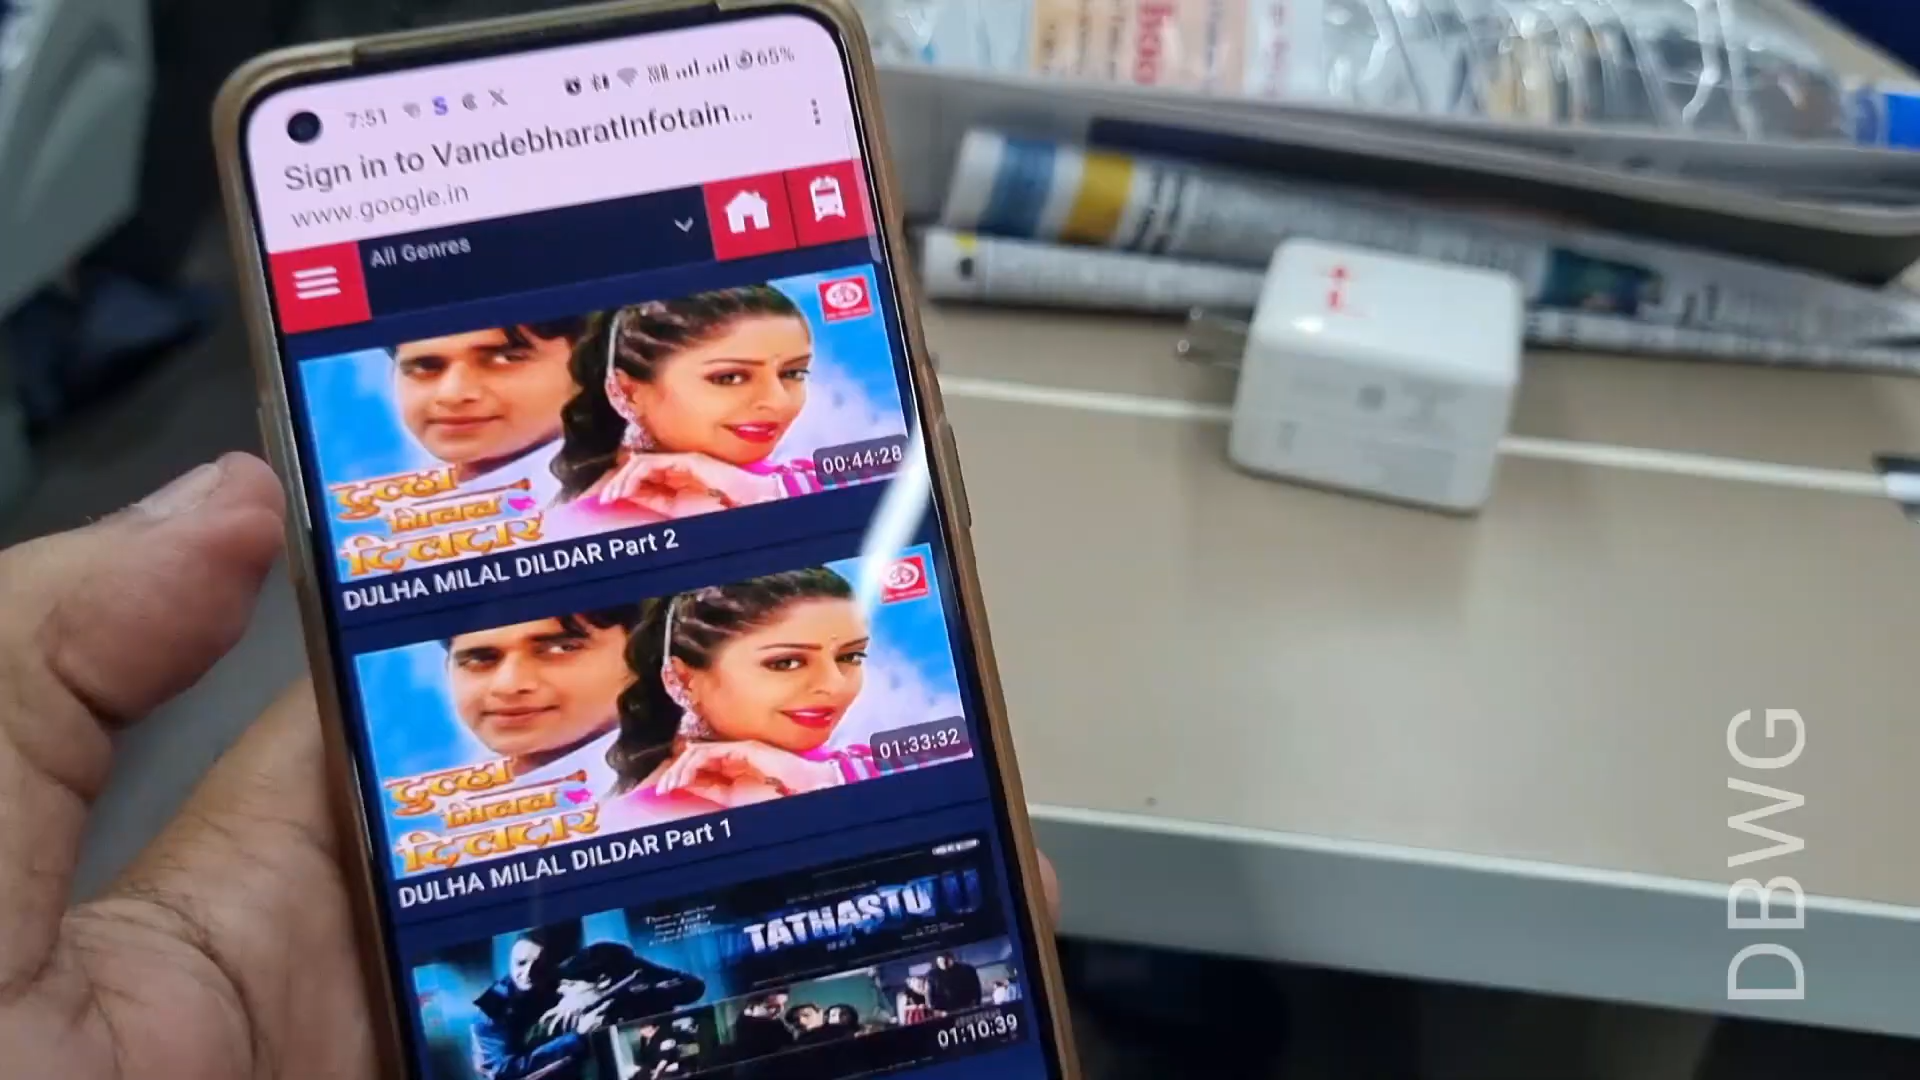 7:51
65%
Sign in to VandebharatInfotain...
www.google.in
All Genres
00:44:28
दुल्हा
मिलल
दिलदार
DULHA MILAL DILDAR Part 2
01:33:32
दुल्हा
मिलल
दिलदार
DULHA MILAL DILDAR Part 1
TATHASTU
01:10:39
DBWG